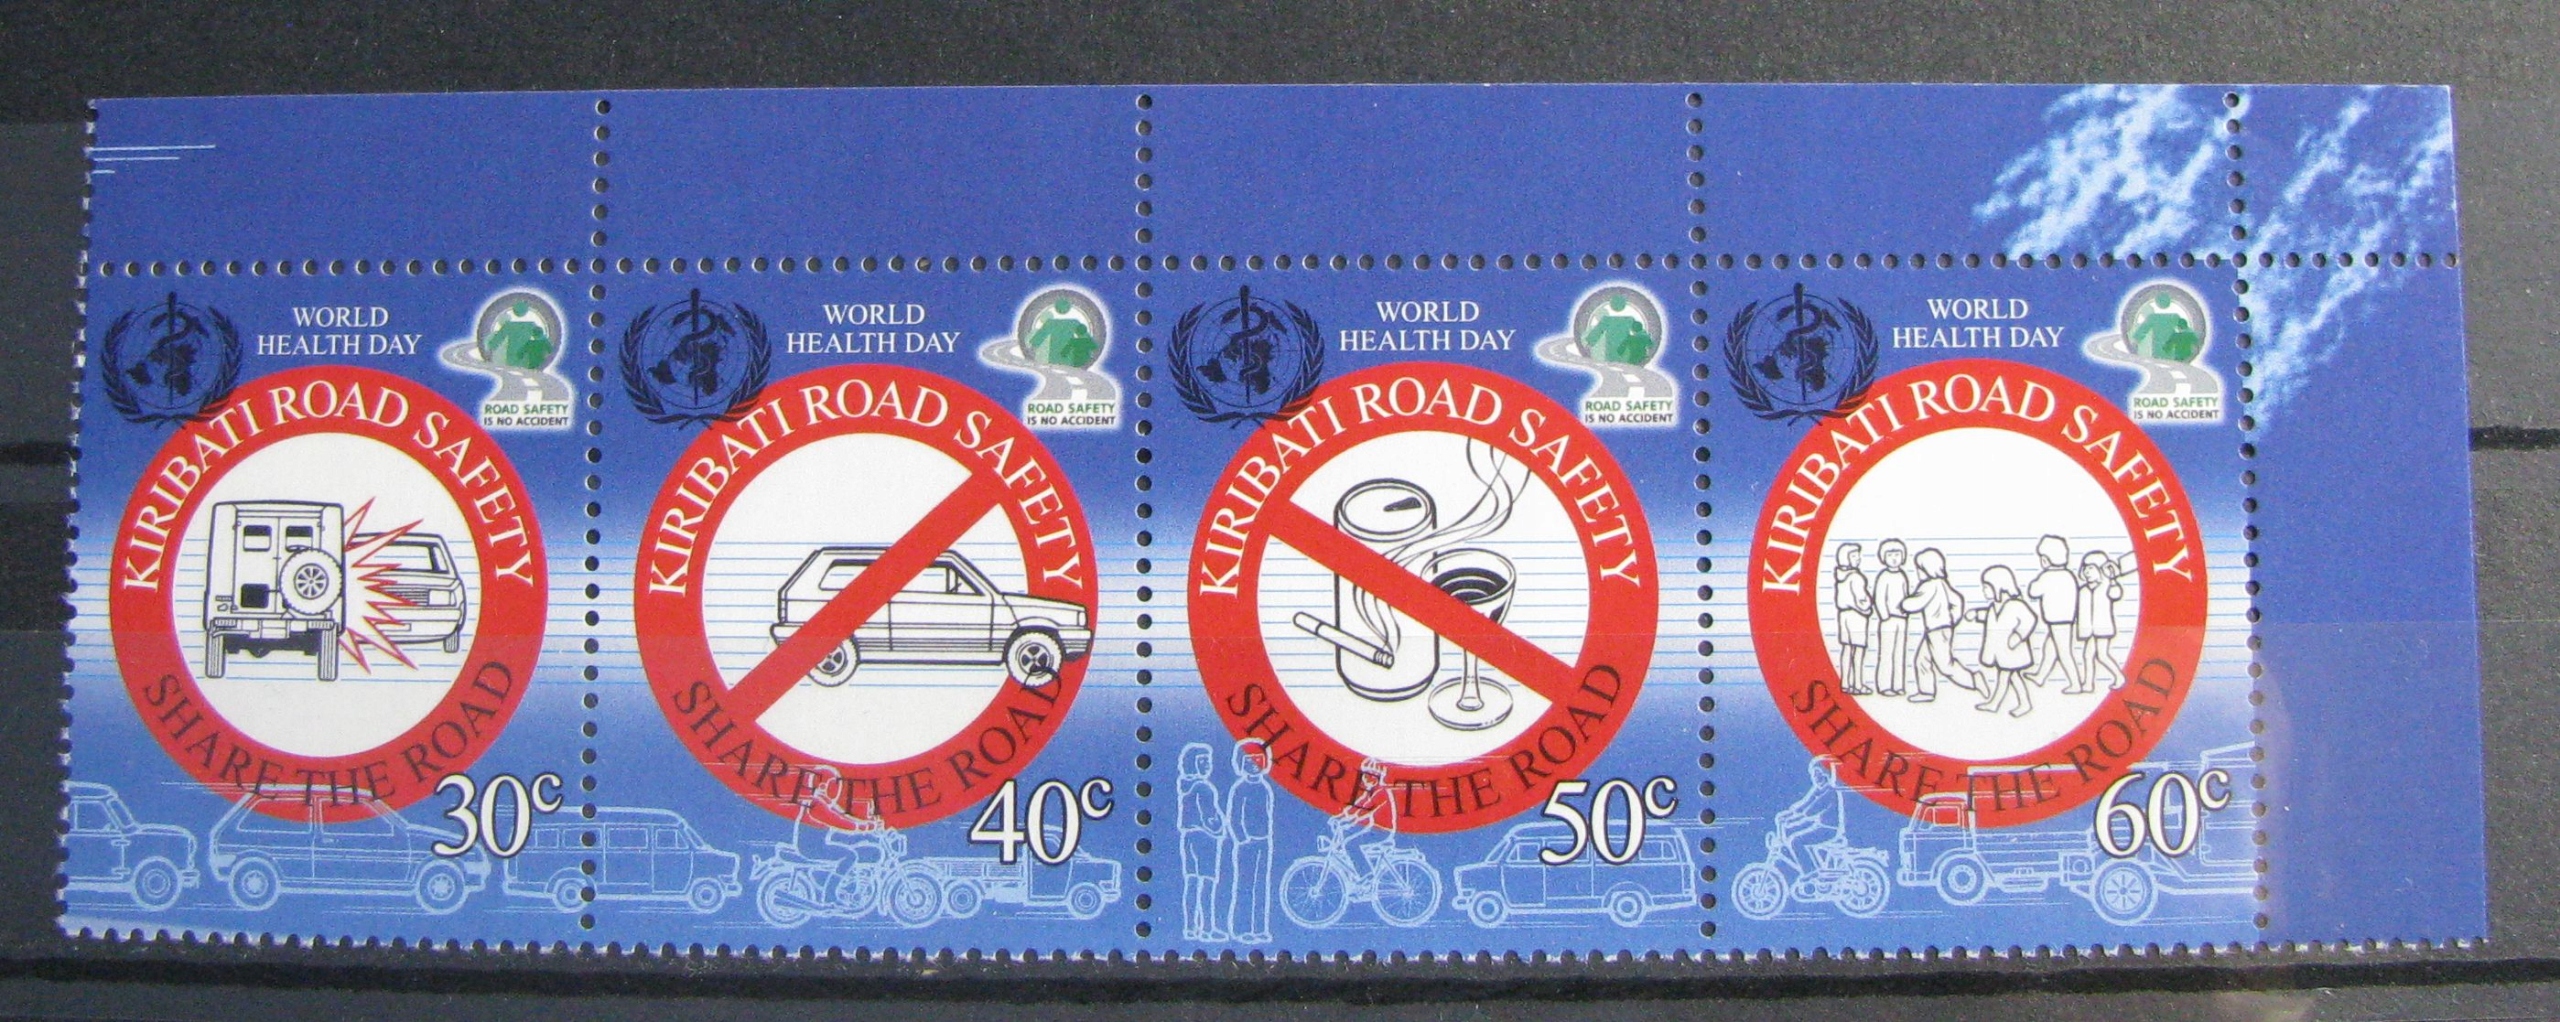 WORLD
HEALTH DAY
ROAD SAFETY
IS NO ACCIDENT
KIRIBATI ROAD SAFETY
SHARE THE ROAD
30c
WORLD
HEALTH DAY
ROAD SAFETY
IS NO ACCIDENT
KIRIBATI ROAD SAFETY
SHARE THE ROAD
40c
WORLD
HEALTH DAY
ROAD SAFETY
IS NO ACCIDENT
KIRIBATI ROAD SAFETY
SHARE THE ROAD
50c
WORLD
HEALTH DAY
ROAD SAFETY
IS NO ACCIDENT
KIRIBATI ROAD SAFETY
SHARE THE ROAD
60c